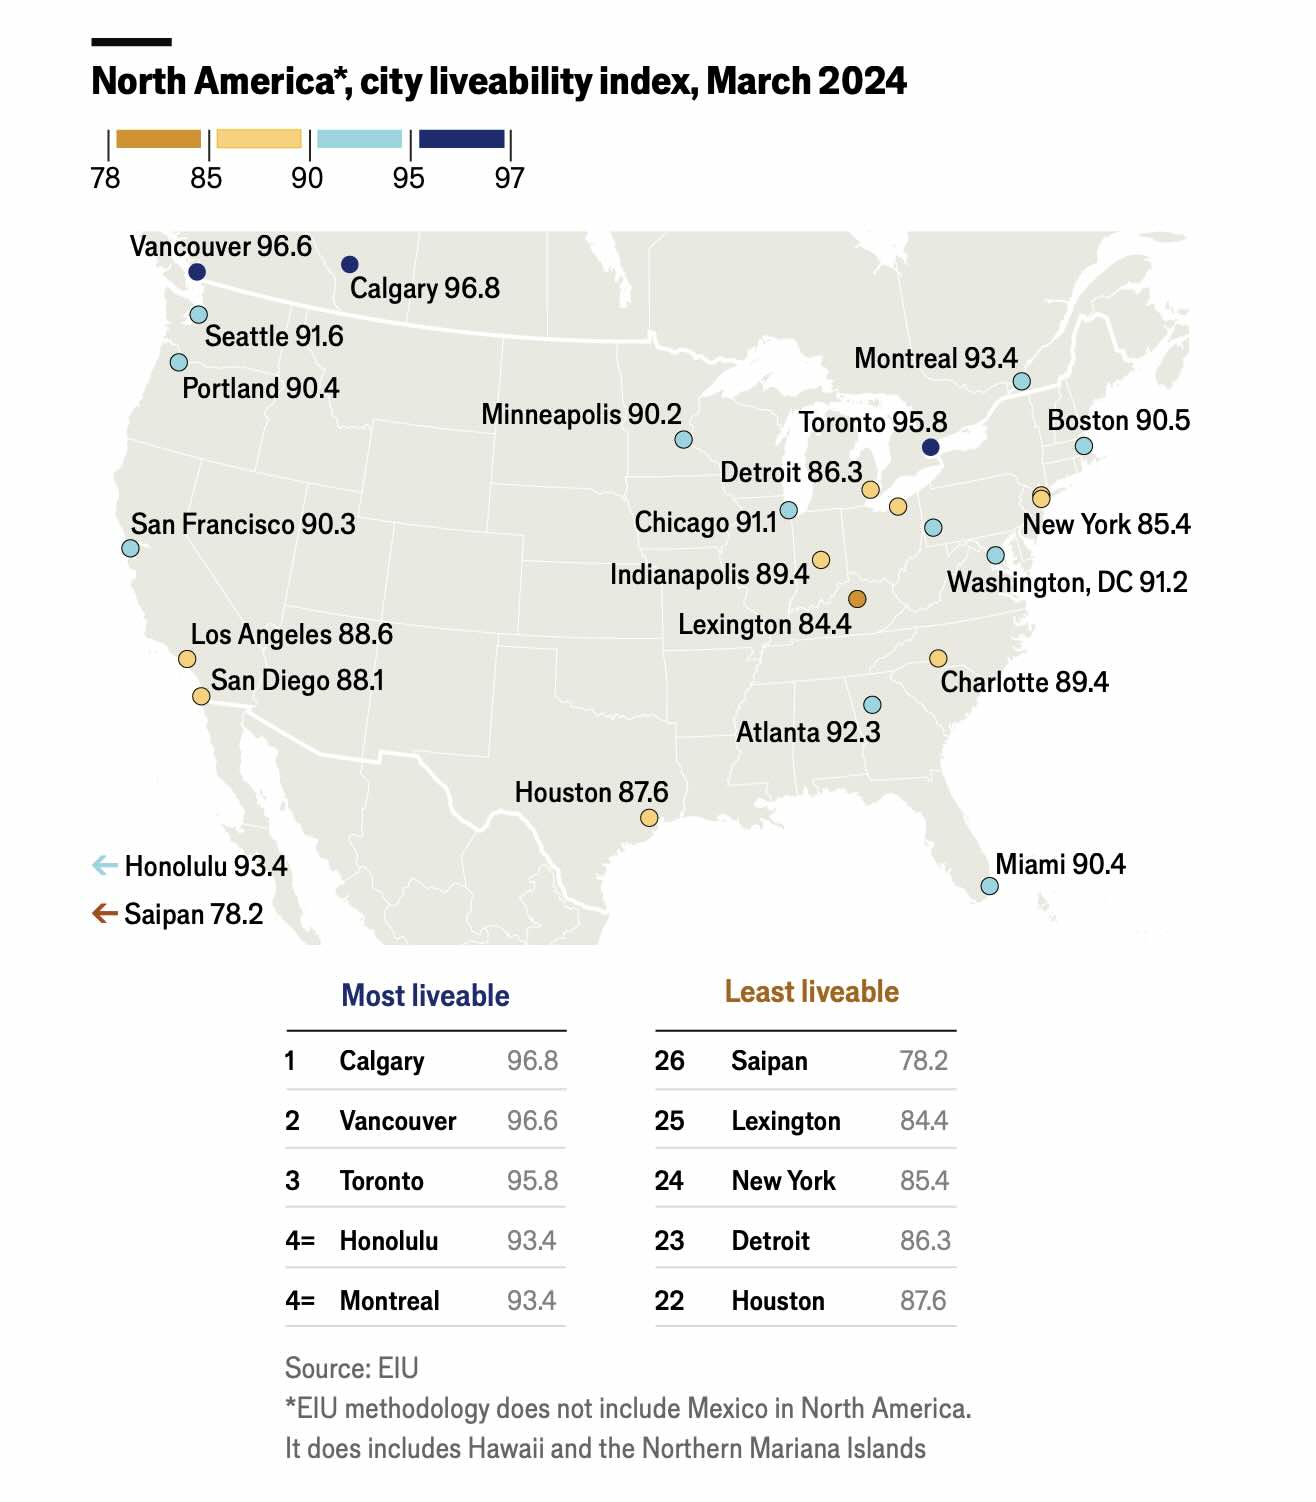 North America*, city liveability index, March 2024
78 85 90 95 97
Vancouver 96.6
Calgary 96.8
Seattle 91.6
Montreal 93.4
Portland 90.4
Minneapolis 90.2
Toronto 95.8
Boston 90.5
Detroit 86.3
San Francisco 90.3
Chicago 91.1
New York 85.4
Indianapolis 89.4
Washington, DC 91.2
Lexington 84.4
Los Angeles 88.6
San Diego 88.1
Charlotte 89.4
Atlanta 92.3
Houston 87.6
← Honolulu 93.4
Miami 90.4
← Saipan 78.2
Most liveable
1 Calgary 96.8
2 Vancouver 96.6
3 Toronto 95.8
4= Honolulu 93.4
4= Montreal 93.4
Least liveable
26 Saipan 78.2
25 Lexington 84.4
24 New York 85.4
23 Detroit 86.3
22 Houston 87.6
Source: EIU
*EIU methodology does not include Mexico in North America.
It does includes Hawaii and the Northern Mariana Islands